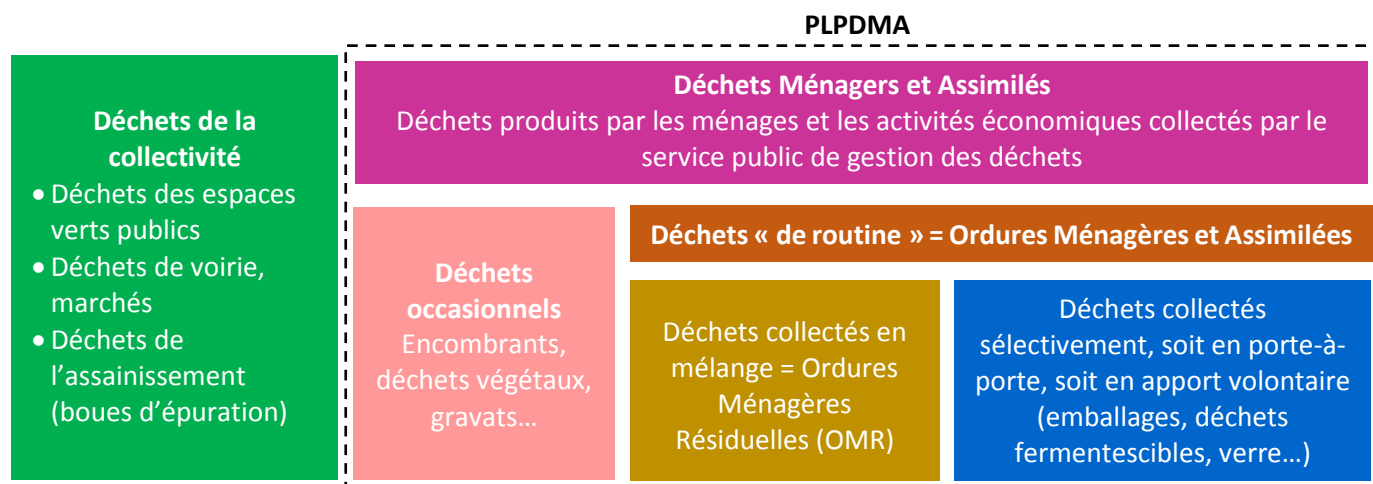 PLPDMA
Déchets de la
collectivité
• Déchets des espaces
verts publics
• Déchets de voirie,
marchés
• Déchets de
l’assainissement
(boues d’épuration)
Déchets Ménagers et Assimilés
Déchets produits par les ménages et les activités économiques collectés par le
service public de gestion des déchets
Déchets
occasionnels
Encombrants,
déchets végétaux,
gravats…
Déchets « de routine » = Ordures Ménagères et Assimilées
Déchets collectés en
mélange = Ordures
Ménagères
Résiduelles (OMR)
Déchets collectés
sélectivement, soit en porte-à-
porte, soit en apport volontaire
(emballages, déchets
fermentescibles, verre…)